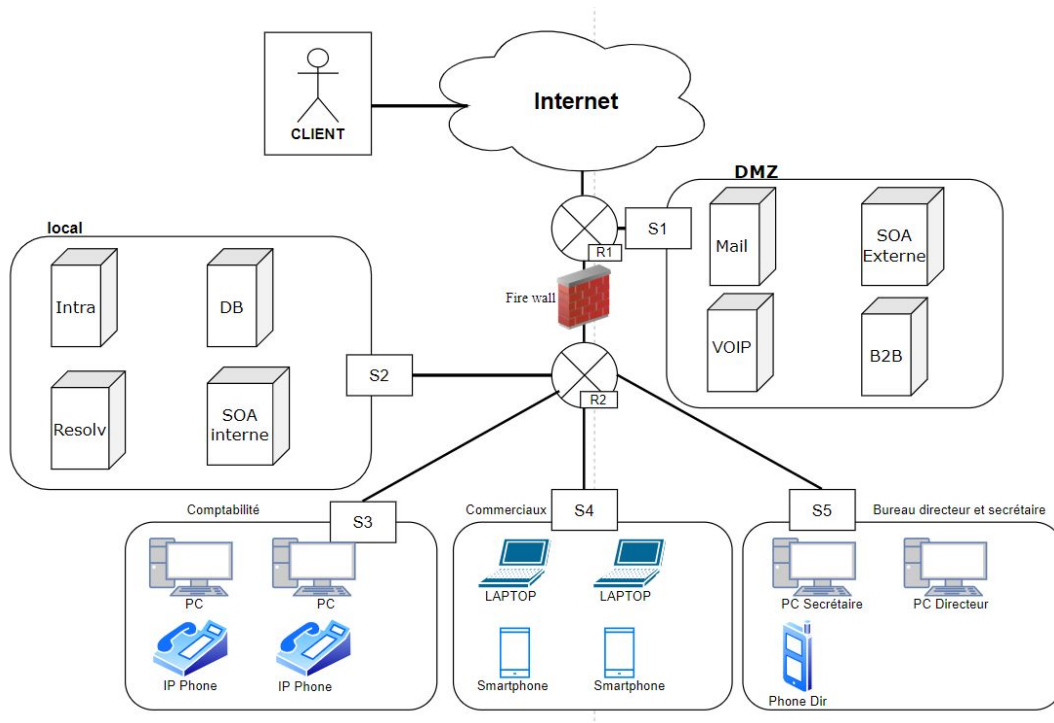 CLIENT
Internet
DMZ
S1
Mail
SOA
Externe
VOIP
B2B
R1
Fire wall
R2
local
Intra
DB
Resolv
SOA
interne
S2
Comptabilité
S3
PC
PC
IP Phone
IP Phone
Commerciaux
S4
LAPTOP
LAPTOP
Smartphone
Smartphone
S5
Bureau directeur et secrétaire
PC Secrétaire
PC Directeur
Phone Dir